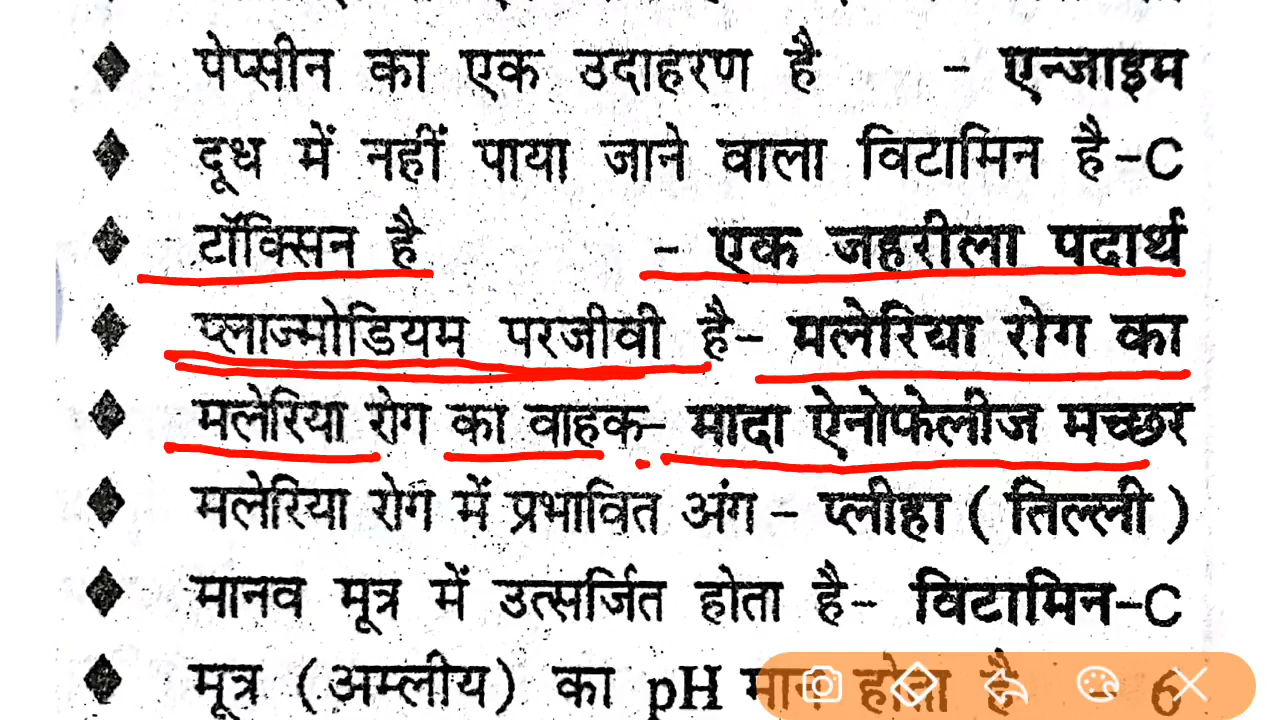 ◆ पेप्सीन का एक उदाहरण है - एन्जाइम
◆ दूध में नहीं पाया जाने वाला विटामिन है-C
◆ टॉक्सिन है - एक जहरीला पदार्थ
◆ प्लाज्मोडियम परजीवी है- मलेरिया रोग का
◆ मलेरिया रोग का वाहक- मादा ऐनोफेलीज मच्छर
◆ मलेरिया रोग में प्रभावित अंग - प्लीहा ( तिल्ली )
◆ मानव मूत्र में उत्सर्जित होता है- विटामिन-C
◆ मूत्र (अम्लीय) का pH मान होता है - 6